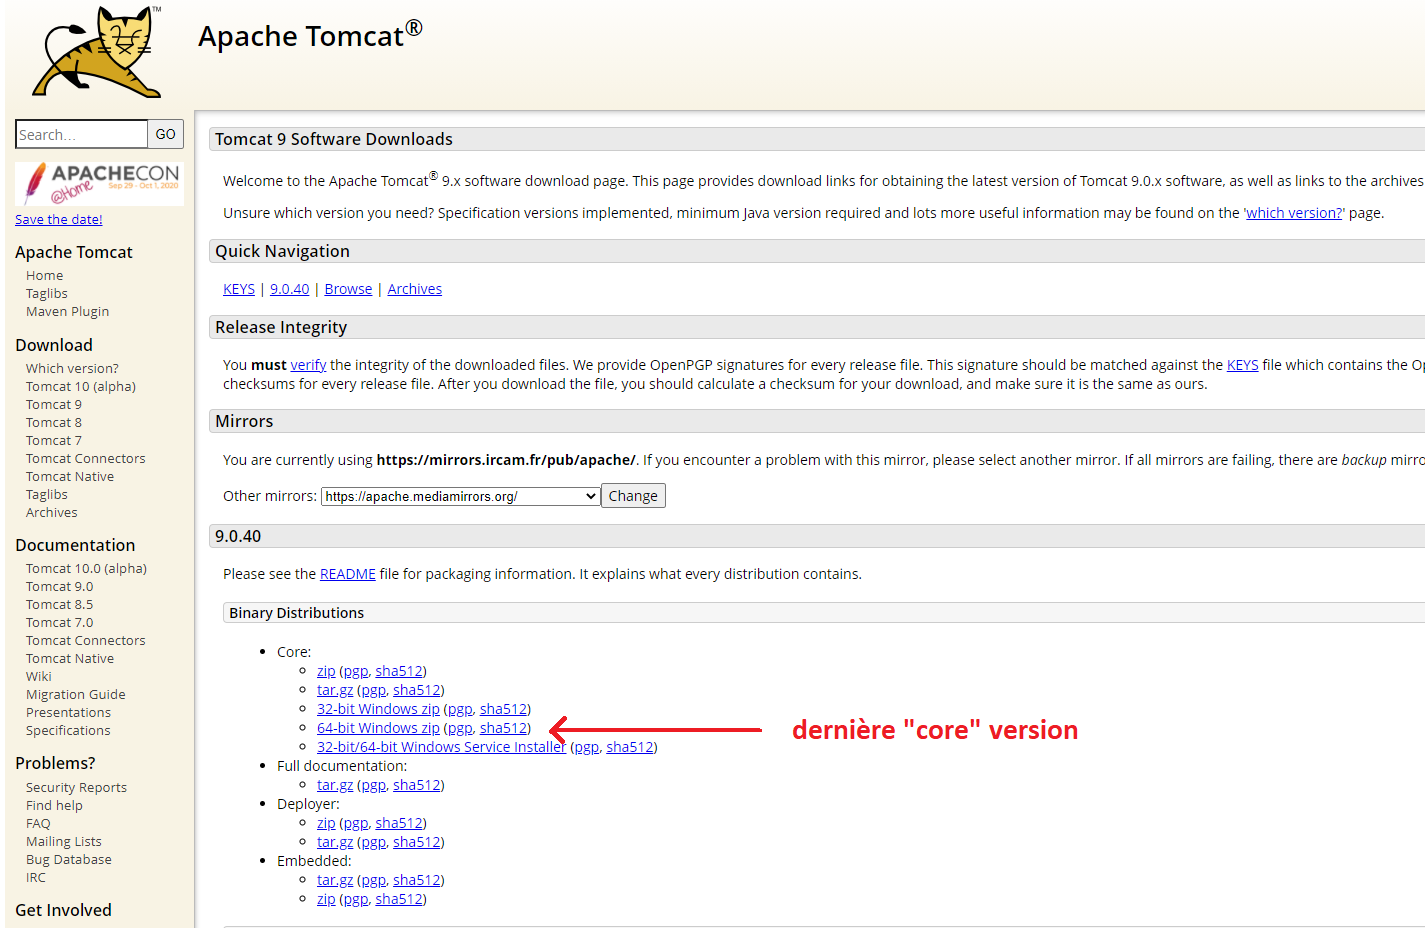 TM
Apache Tomcat®
Search... GO
APACHECON
@Home
Sep 29 - Oct 1, 2020
Save the date!
Apache Tomcat
Home
Taglibs
Maven Plugin
Download
Which version?
Tomcat 10 (alpha)
Tomcat 9
Tomcat 8
Tomcat 7
Tomcat Connectors
Tomcat Native
Taglibs
Archives
Documentation
Tomcat 10.0 (alpha)
Tomcat 9.0
Tomcat 8.5
Tomcat 7.0
Tomcat Connectors
Tomcat Native
Wiki
Migration Guide
Presentations
Specifications
Problems?
Security Reports
Find help
FAQ
Mailing Lists
Bug Database
IRC
Get Involved
Tomcat 9 Software Downloads
Welcome to the Apache Tomcat® 9.x software download page. This page provides download links for obtaining the latest version of Tomcat 9.0.x software, as well as links to the archives
Unsure which version you need? Specification versions implemented, minimum Java version required and lots more useful information may be found on the 'which version?' page.
Quick Navigation
KEYS | 9.0.40 | Browse | Archives
Release Integrity
You must verify the integrity of the downloaded files. We provide OpenPGP signatures for every release file. This signature should be matched against the KEYS file which contains the
checksums for every release file. After you download the file, you should calculate a checksum for your download, and make sure it is the same as ours.
Mirrors
You are currently using https://mirrors.ircam.fr/pub/apache/. If you encounter a problem with this mirror, please select another mirror. If all mirrors are failing, there are backup
Other mirrors: https://apache.mediamirrors.org/ Change
9.0.40
Please see the README file for packaging information. It explains what every distribution contains.
Binary Distributions
• Core:
zip (pgp, sha512)
tar.gz (pgp, sha512)
32-bit Windows zip (pgp, sha512)
64-bit Windows zip (pgp, sha512)
dernière "core" version
32-bit/64-bit Windows Service Installer (pgp, sha512)
• Full documentation:
tar.gz (pgp, sha512)
• Deployer:
zip (pgp, sha512)
tar.gz (pgp, sha512)
• Embedded:
tar.gz (pgp, sha512)
zip (pgp, sha512)